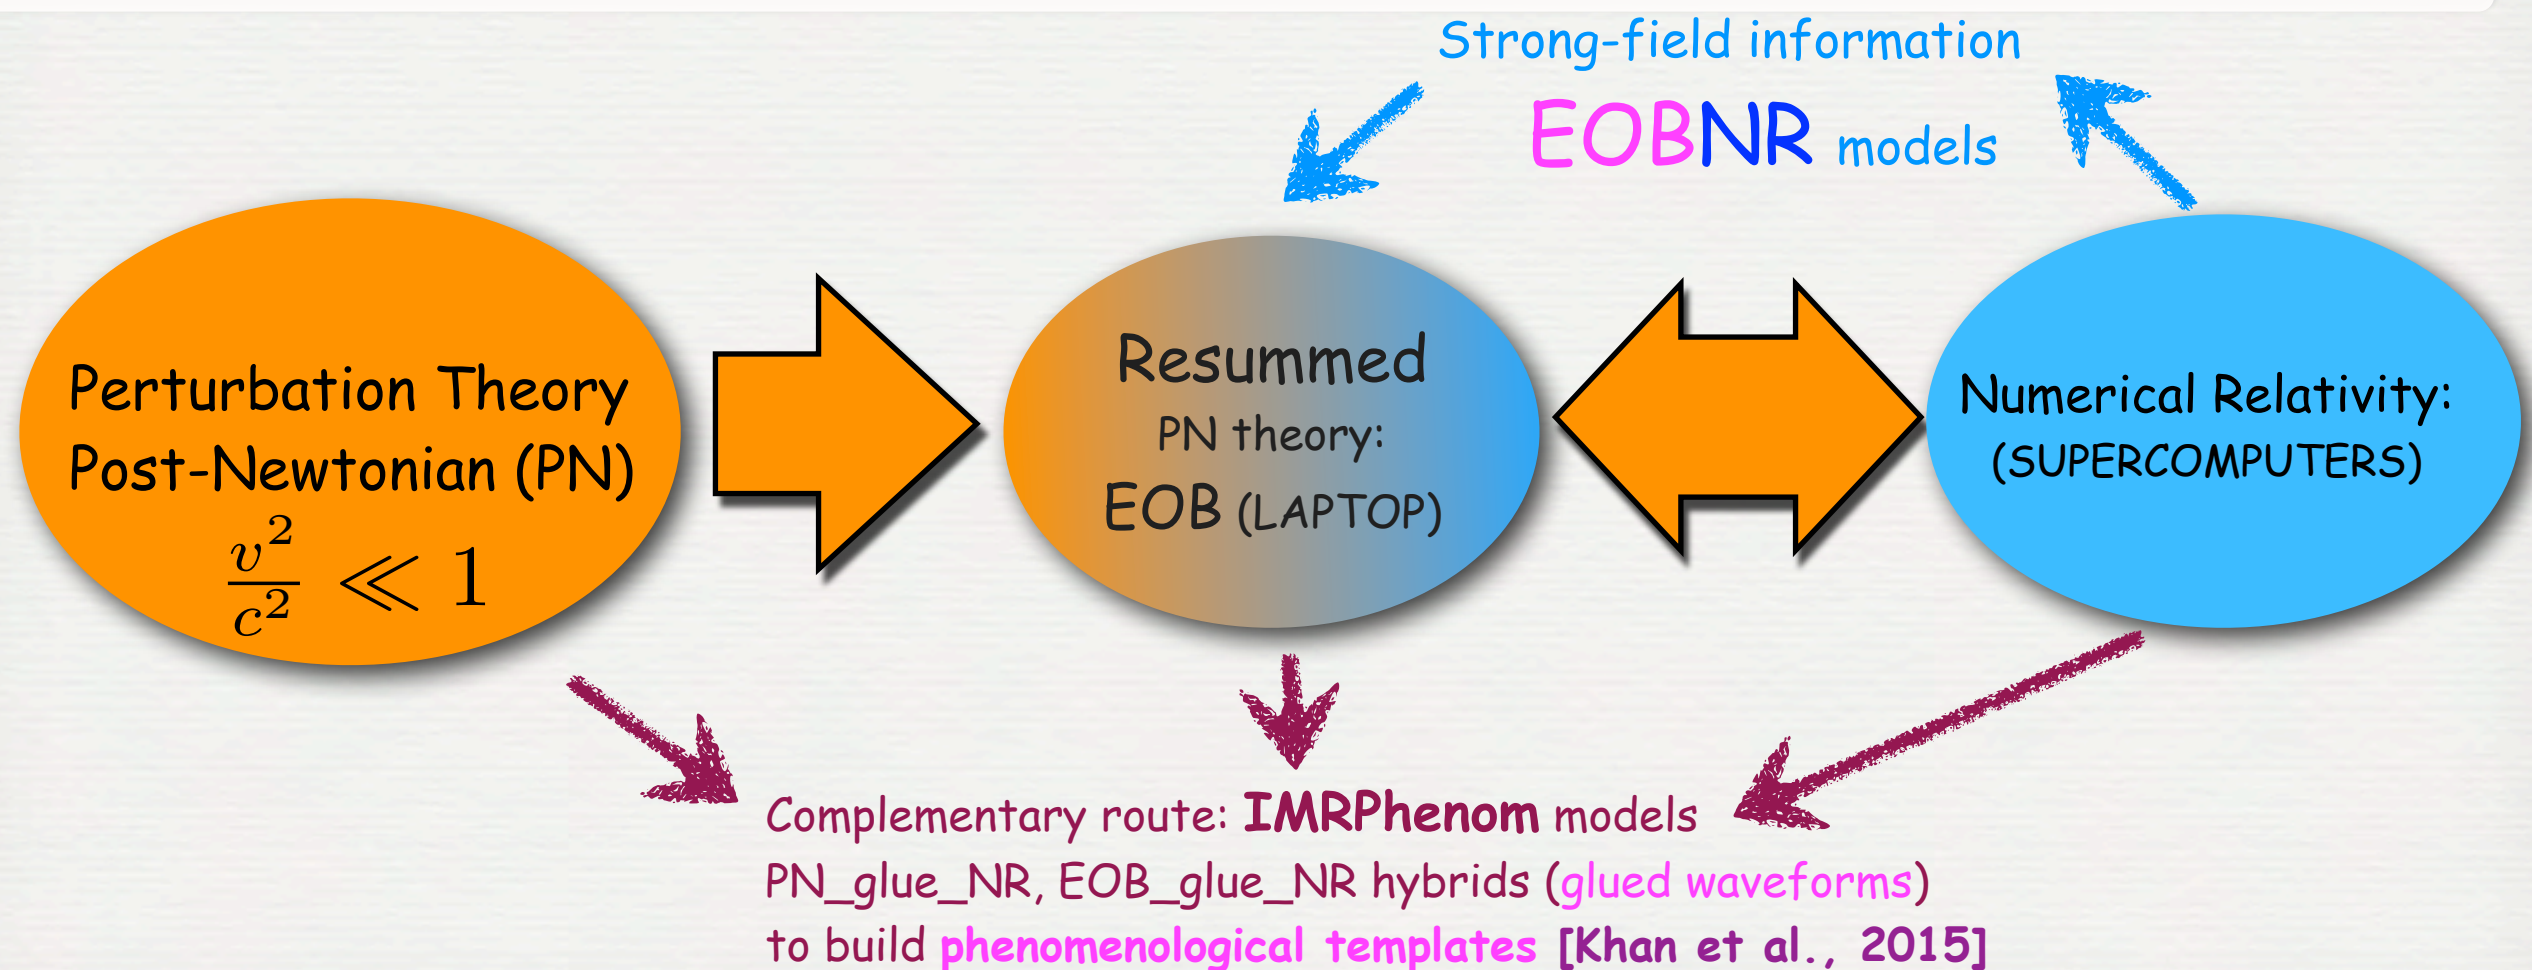 Strong-field information
EOBNR models
Perturbation Theory
Post-Newtonian (PN)
v²/c² ≪ 1
Resummed
PN theory:
EOB (LAPTOP)
Numerical Relativity:
(SUPERCOMPUTERS)
Complementary route: IMRPhenom models
PN_glue_NR, EOB_glue_NR hybrids (glued waveforms)
to build phenomenological templates [Khan et al., 2015]